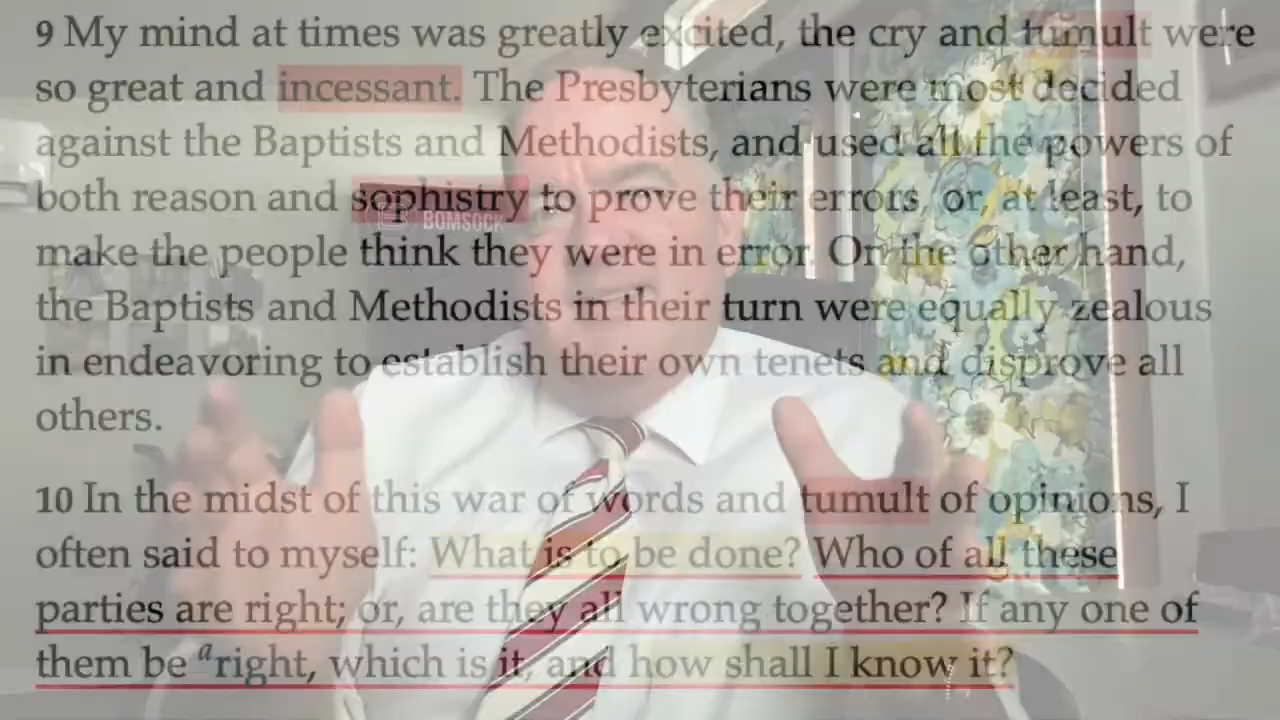 9 My mind at times was greatly excited, the cry and tumult were
so great and incessant. The Presbyterians were most decided
against the Baptists and Methodists, and used all the powers of
both reason and sophistry to prove their errors, or, at least, to
BOMSOCK
make the people think they were in error. On the other hand,
the Baptists and Methodists in their turn were equally zealous
in endeavoring to establish their own tenets and disprove all
others.
10 In the midst of this war of words and tumult of opinions, I
often said to myself: What is to be done? Who of all these
parties are right; or, are they all wrong together? If any one of
them be a right, which is it, and how shall I know it?